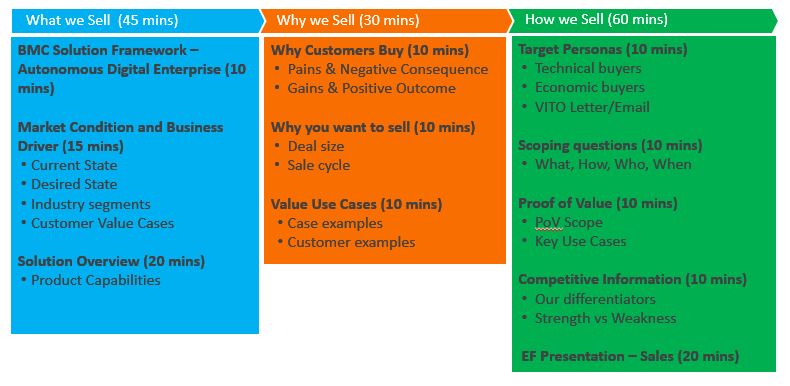 What we Sell (45 mins)
BMC Solution Framework –
Autonomous Digital Enterprise (10
mins)
Market Condition and Business
Driver (15 mins)
• Current State
• Desired State
• Industry segments
• Customer Value Cases
Solution Overview (20 mins)
• Product Capabilities
Why we Sell (30 mins)
Why Customers Buy (10 mins)
• Pains & Negative Consequence
• Gains & Positive Outcome
Why you want to sell (10 mins)
• Deal size
• Sale cycle
Value Use Cases (10 mins)
• Case examples
• Customer examples
How we Sell (60 mins)
Target Personas (10 mins)
• Technical buyers
• Economic buyers
• VITO Letter/Email
Scoping questions (10 mins)
• What, How, Who, When
Proof of Value (10 mins)
• PoV Scope
• Key Use Cases
Competitive Information (10 mins)
• Our differentiators
• Strength vs Weakness
EF Presentation – Sales (20 mins)